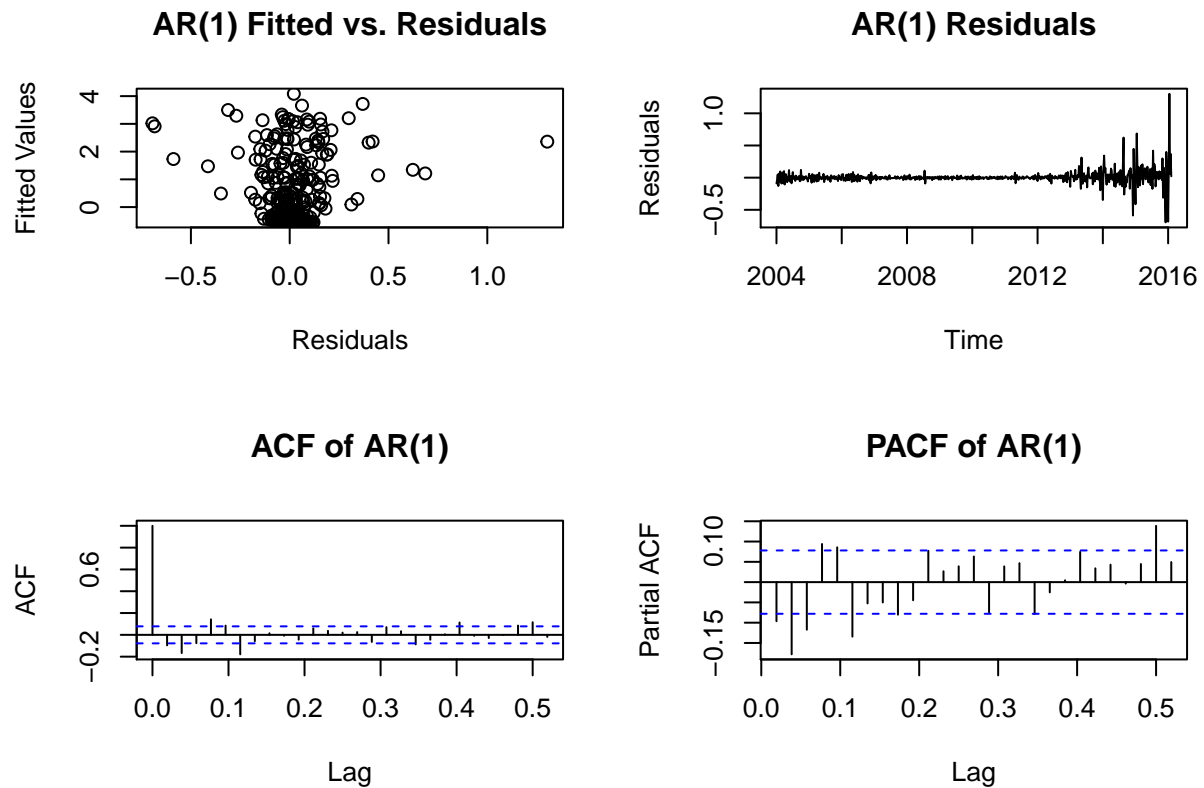 AR(1) Fitted vs. Residuals
Fitted Values
4
2
0
−0.5 0.0 0.5 1.0
Residuals
AR(1) Residuals
Residuals
1.0
−0.5
2004 2008 2012 2016
Time
ACF of AR(1)
ACF
0.6
−0.2
0.0 0.1 0.2 0.3 0.4 0.5
Lag
PACF of AR(1)
Partial ACF
0.10
−0.15
0.0 0.1 0.2 0.3 0.4 0.5
Lag